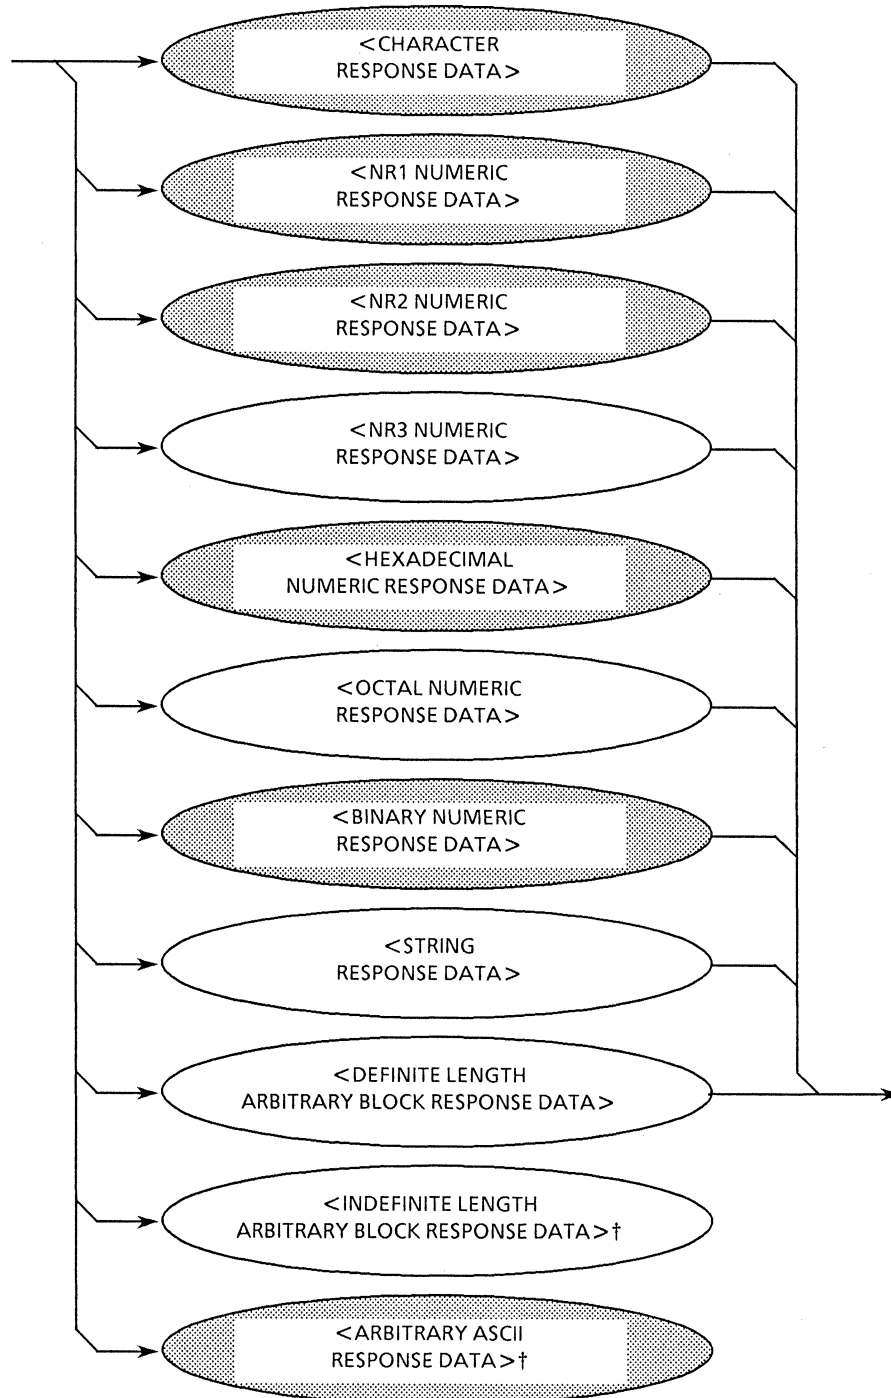 <CHARACTER
RESPONSE DATA>
<NR1 NUMERIC
RESPONSE DATA>
<NR2 NUMERIC
RESPONSE DATA>
<NR3 NUMERIC
RESPONSE DATA>
<HEXADECIMAL
NUMERIC RESPONSE DATA>
<OCTAL NUMERIC
RESPONSE DATA>
<BINARY NUMERIC
RESPONSE DATA>
<STRING
RESPONSE DATA>
<DEFINITE LENGTH
ARBITRARY BLOCK RESPONSE DATA>
<INDEFINITE LENGTH
ARBITRARY BLOCK RESPONSE DATA>†
<ARBITRARY ASCII
RESPONSE DATA>†